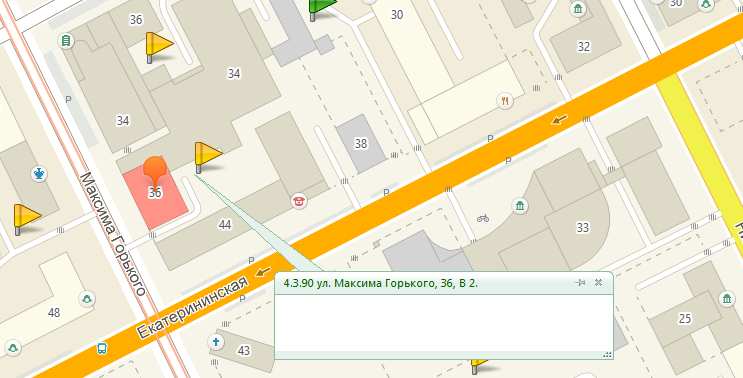 36
30
30
32
34
34
38
36
44
33
48
43
25
P
P
P
P
P
P
P
Максима Горького
Екатерининская
4.3.90 ул. Максима Горького, 36, В 2.